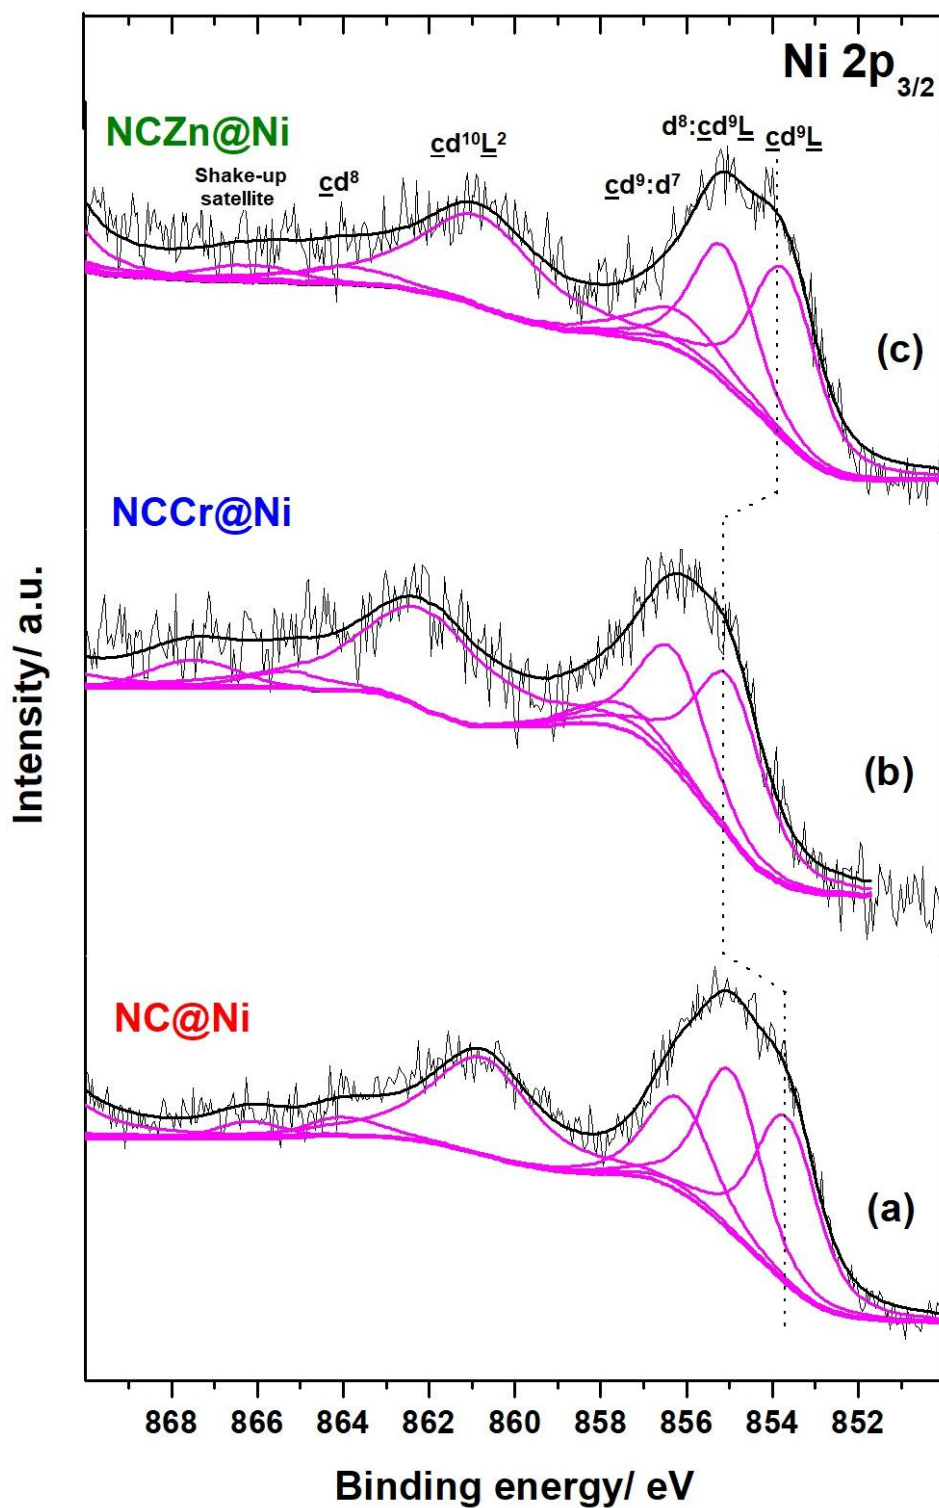 Ni 2p3/2
NCZn@Ni
Shake-up
satellite
cd⁸
cd¹⁰L²
cd⁹:d⁷
d⁸:cd⁹L
cd⁹L
(c)
NCCr@Ni
(b)
NC@Ni
(a)
Intensity/ a.u.
868 866 864 862 860 858 856 854 852
Binding energy/ eV